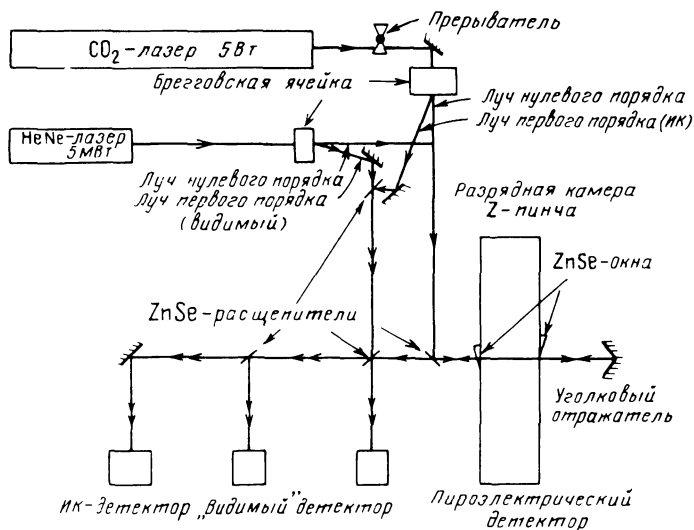 Прерыватель
CO₂-лазер 5Вт
Брегговская ячейка
Луч нулевого порядка
Луч первого порядка (ИК)
HeNe-лазер
5мВт
Луч нулевого порядка
Луч первого порядка
(видимый)
Разрядная камера
Z-пинча
ZnSe-окна
ZnSe-расщепители
Уголковый
отражатель
ИК-детектор „Видимый" детектор
Пироэлектрический
детектор